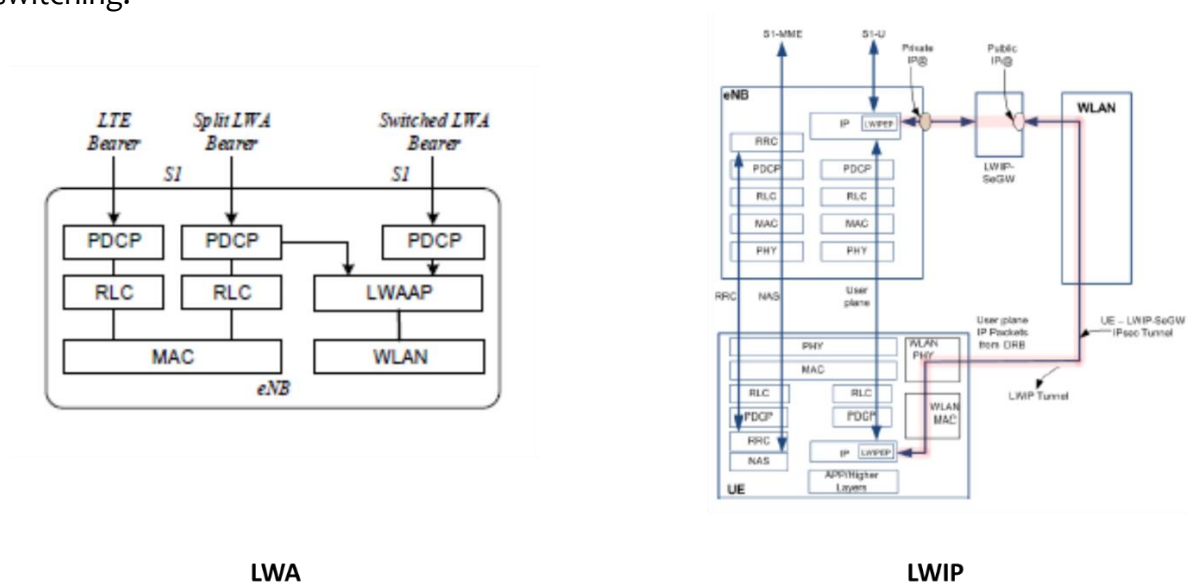 switching.
LTE
Bearer
Split LWA
Bearer
Switched LWA
Bearer
S1
S1
PDCP
PDCP
PDCP
RLC
RLC
LWAAP
MAC
WLAN
eNB
LWA
S1-MME
S1-U
Private
IP@
Public
IP@
eNB
WLAN
IP
LWIPEP
RRC
LWIP-
SeGW
PDCP
PDCP
RLC
RLC
MAC
MAC
PHY
PHY
RRC
NAS
User
plane
User plane
IP Packets
from DRB
UE – LWIP-SeGW
IPsec Tunnel
PHY
WLAN
PHY
MAC
LWIP Tunnel
RLC
RLC
WLAN
MAC
PDCP
PDCP
RRC
IP
LWIPEP
NAS
APP/Higher
Layers
UE
LWIP